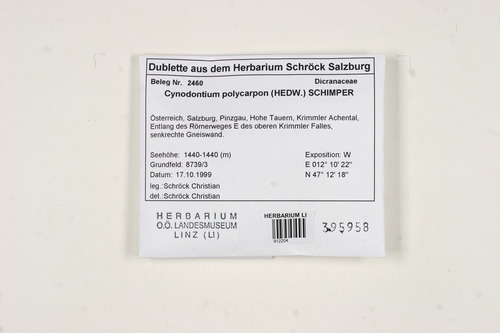 Dublette aus dem Herbarium Schröck Salzburg
Beleg Nr. 2460 Dicranaceae
Cynodontium polycarpon (HEDW.) SCHIMPER
Österreich, Salzburg, Pinzgau, Hohe Tauern, Krimmler Achental,
Entlang des Römerweges E des oberen Krimmler Falles,
senkrechte Gneiswand.
Seehöhe: 1440-1440 (m) Exposition: W
Grundfeld: 8739/3 E 012° 10' 22"
Datum: 17.10.1999 N 47° 12' 18"
leg.:Schröck Christian
det.:Schröck Christian
HERBARIUM
O.Ö. LANDESMUSEUM
LINZ (LI)
HERBARIUM LI
812004
395958